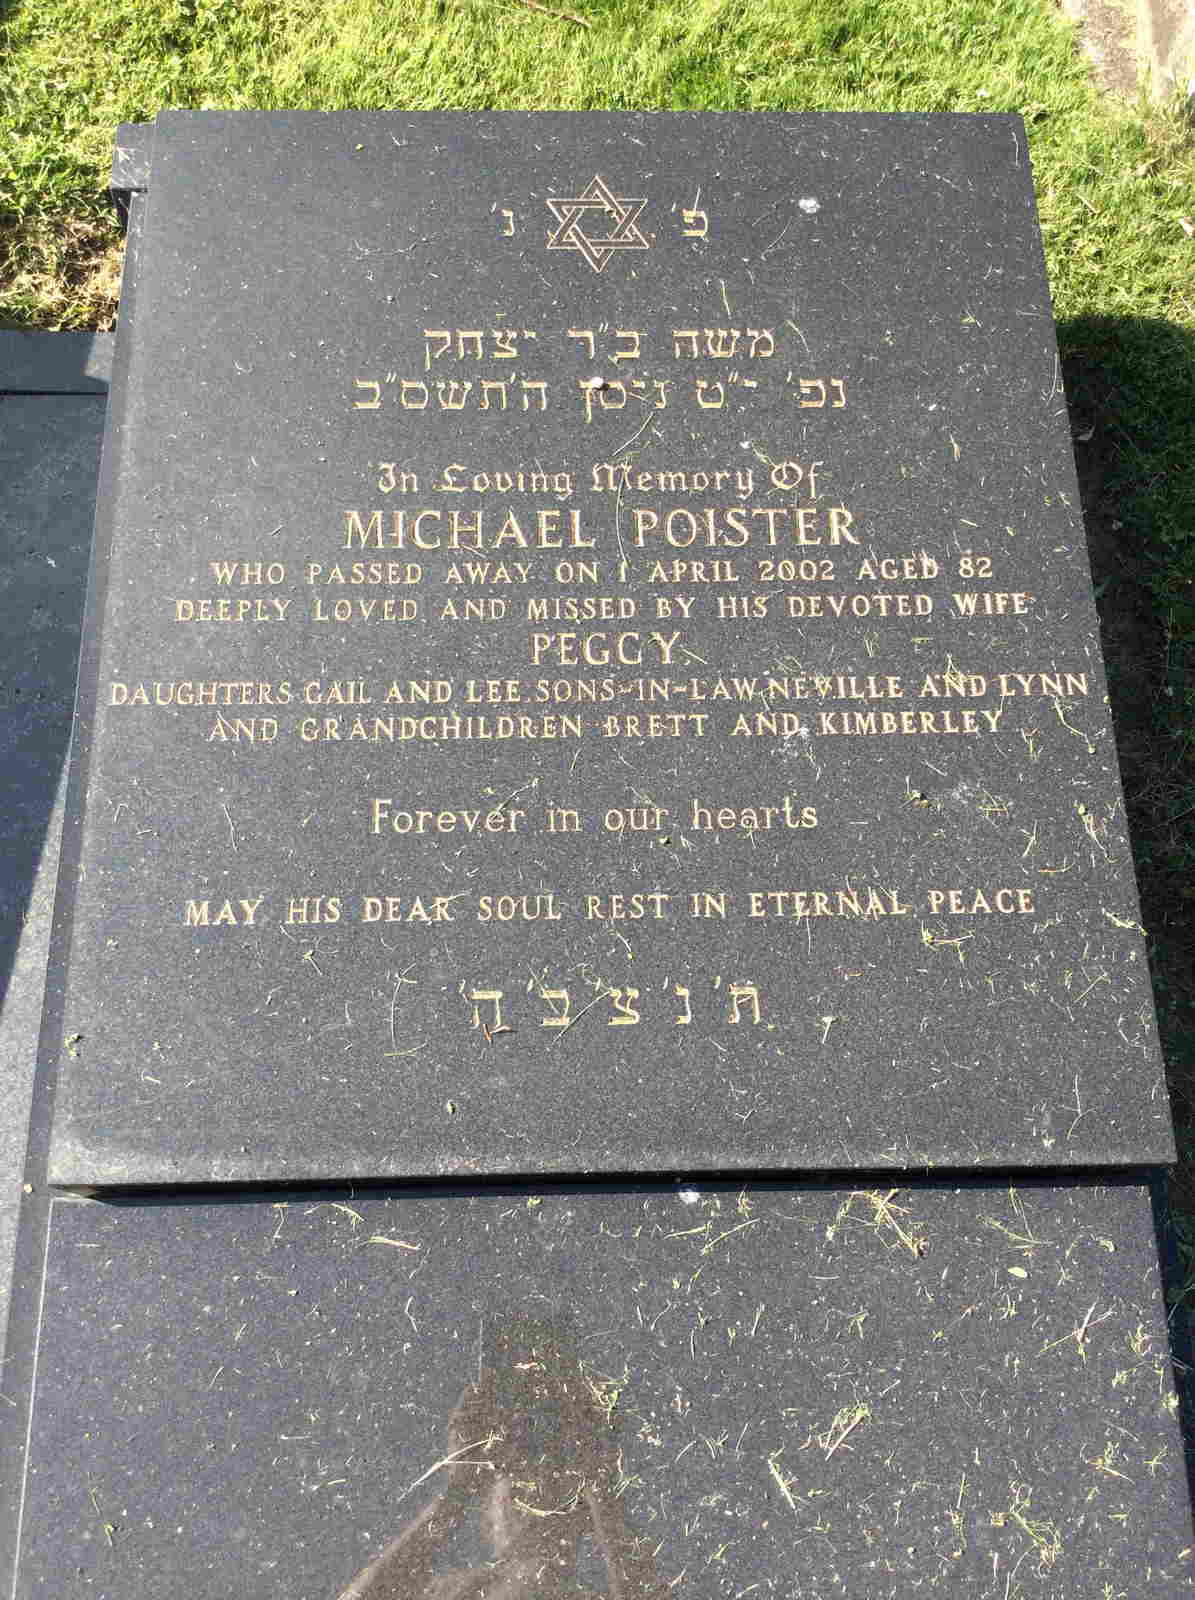 פ' נ'
משה ב"ר יצחק
נפ' י"ט ניסן ה'תשס"ב
In Loving Memory Of
MICHAEL POISTER
WHO PASSED AWAY ON 1 APRIL 2002 AGED 82
DEEPLY LOVED AND MISSED BY HIS DEVOTED WIFE
PEGGY
DAUGHTERS GAIL AND LEE, SONS-IN-LAW NEVILLE AND LYNN
AND GRANDCHILDREN BRETT AND KIMBERLEY
Forever in our hearts
MAY HIS DEAR SOUL REST IN ETERNAL PEACE
ת' נ' צ' ב' ה'